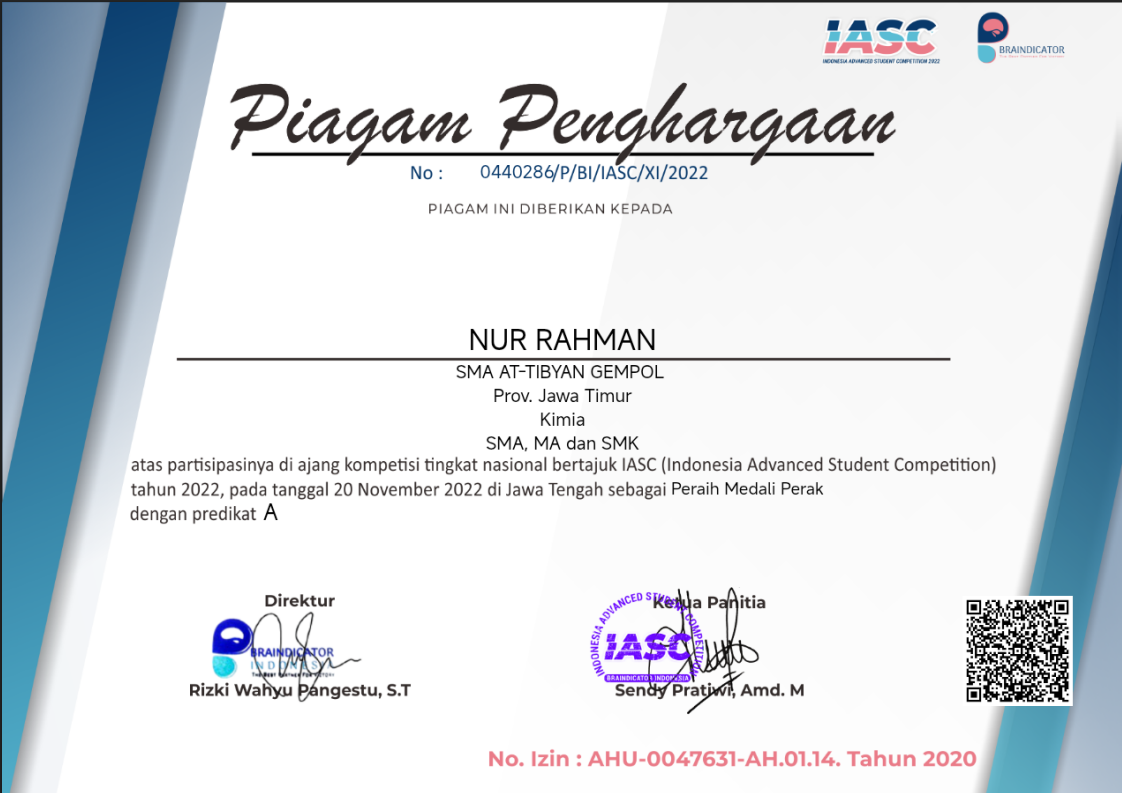 IASC
INDONESIA ADVANCED STUDENT COMPETITION 2022
BRAINDICATOR
Piagam Penghargaan
No : 0440286/P/BI/IASC/XI/2022
PIAGAM INI DIBERIKAN KEPADA
NUR RAHMAN
SMA AT-TIBYAN GEMPOL
Prov. Jawa Timur
Kimia
SMA, MA dan SMK
atas partisipasinya di ajang kompetisi tingkat nasional bertajuk IASC (Indonesia Advanced Student Competition)
tahun 2022, pada tanggal 20 November 2022 di Jawa Tengah sebagai Peraih Medali Perak
dengan predikat A
Direktur
BRAINDICATOR
INDONESIA
THE BEST PARTNER FOR VICTORY
Rizki Wahyu Pangestu, S.T
Ketua Panitia
INDONESIA ADVANCED STUDENT COMPETITION
IASC
BRAINDICATOR INDONESIA
Sendy Pratiwi, Amd. M
No. Izin : AHU-0047631-AH.01.14. Tahun 2020